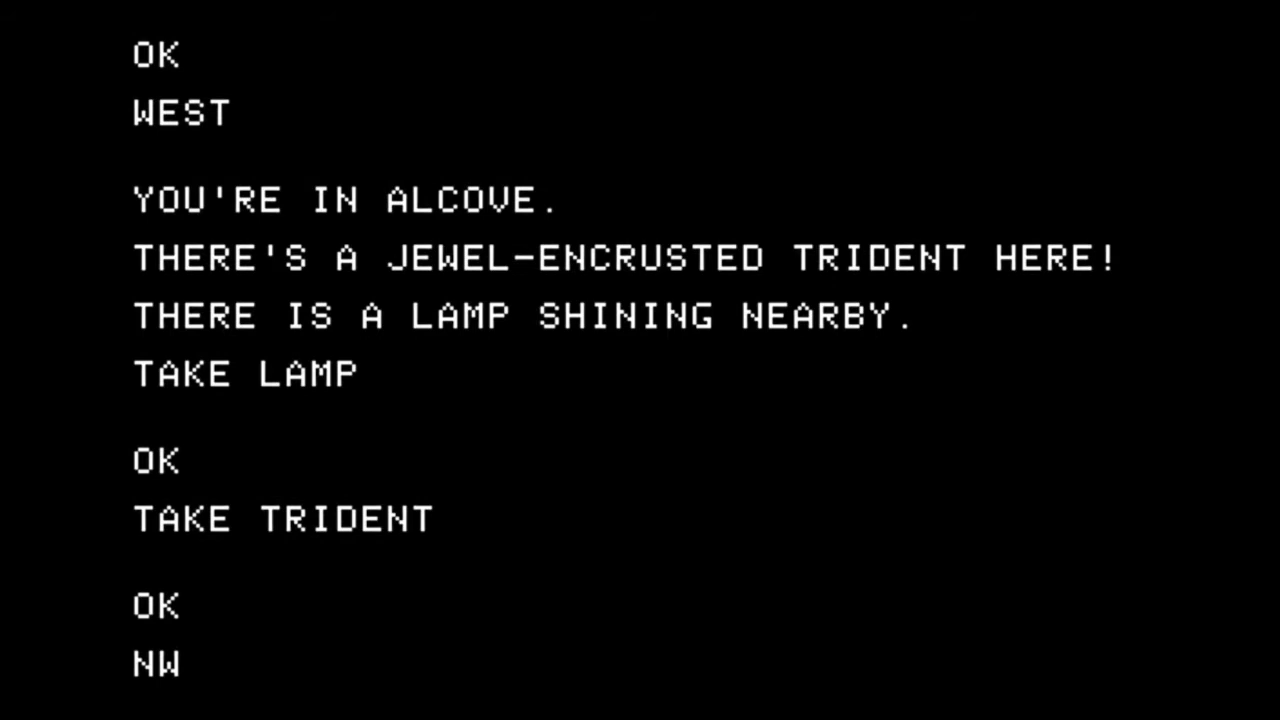 OK
WEST
YOU'RE IN ALCOVE.
THERE'S A JEWEL-ENCRUSTED TRIDENT HERE!
THERE IS A LAMP SHINING NEARBY.
TAKE LAMP
OK
TAKE TRIDENT
OK
NW